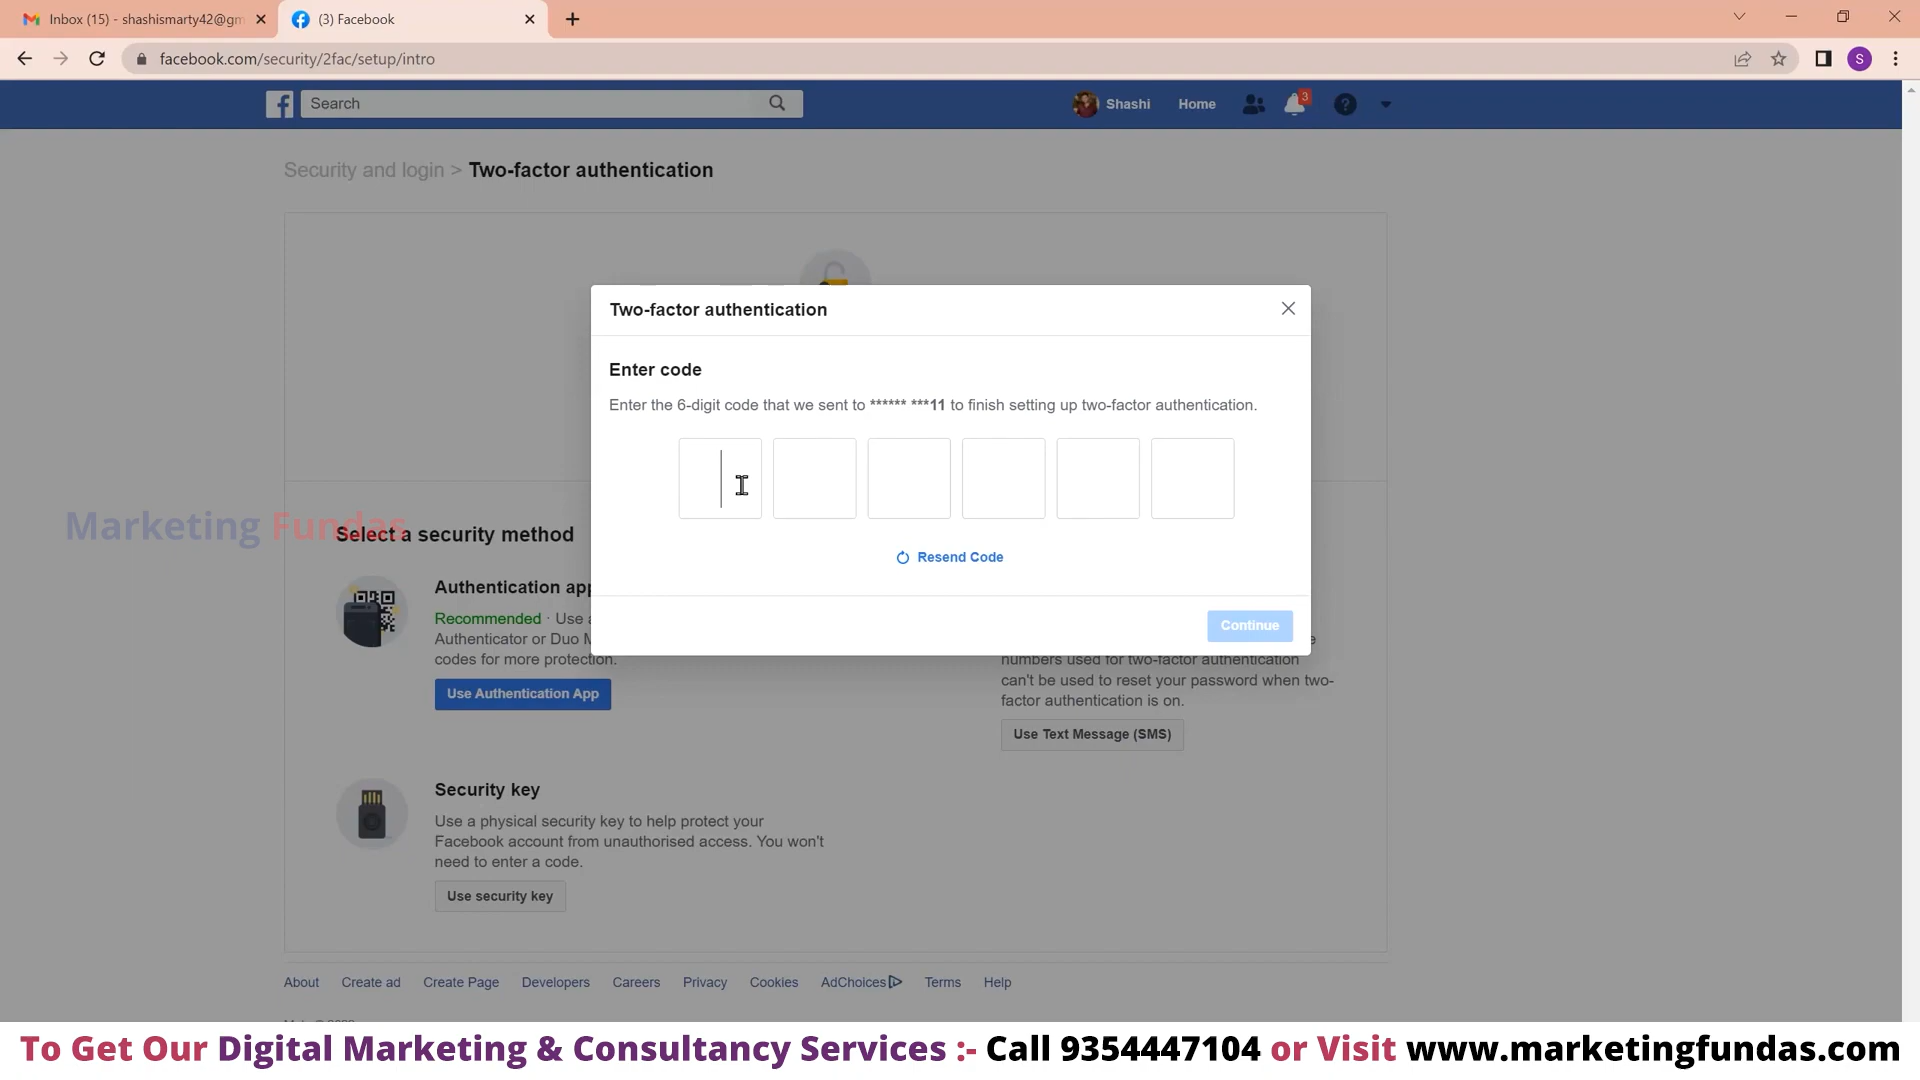 Inbox (15) - shashismarty42@gm
(3) Facebook
facebook.com/security/2fac/setup/intro
S
Search
Shashi
Home
3
?
Security and login > Two-factor authentication
Two-factor authentication
Enter code
Enter the 6-digit code that we sent to ****** ***11 to finish setting up two-factor authentication.
Resend Code
Continue
Marketing Fundas
Select a security method
Authentication app
Recommended · Use
Authenticator or Duo
codes for more protection.
Use Authentication App
numbers used for two-factor authentication
can't be used to reset your password when two-
factor authentication is on.
Use Text Message (SMS)
Security key
Use a physical security key to help protect your
Facebook account from unauthorised access. You won't
need to enter a code.
Use security key
About Create ad Create Page Developers Careers Privacy Cookies AdChoices Terms Help
To Get Our Digital Marketing & Consultancy Services :- Call 9354447104 or Visit www.marketingfundas.com